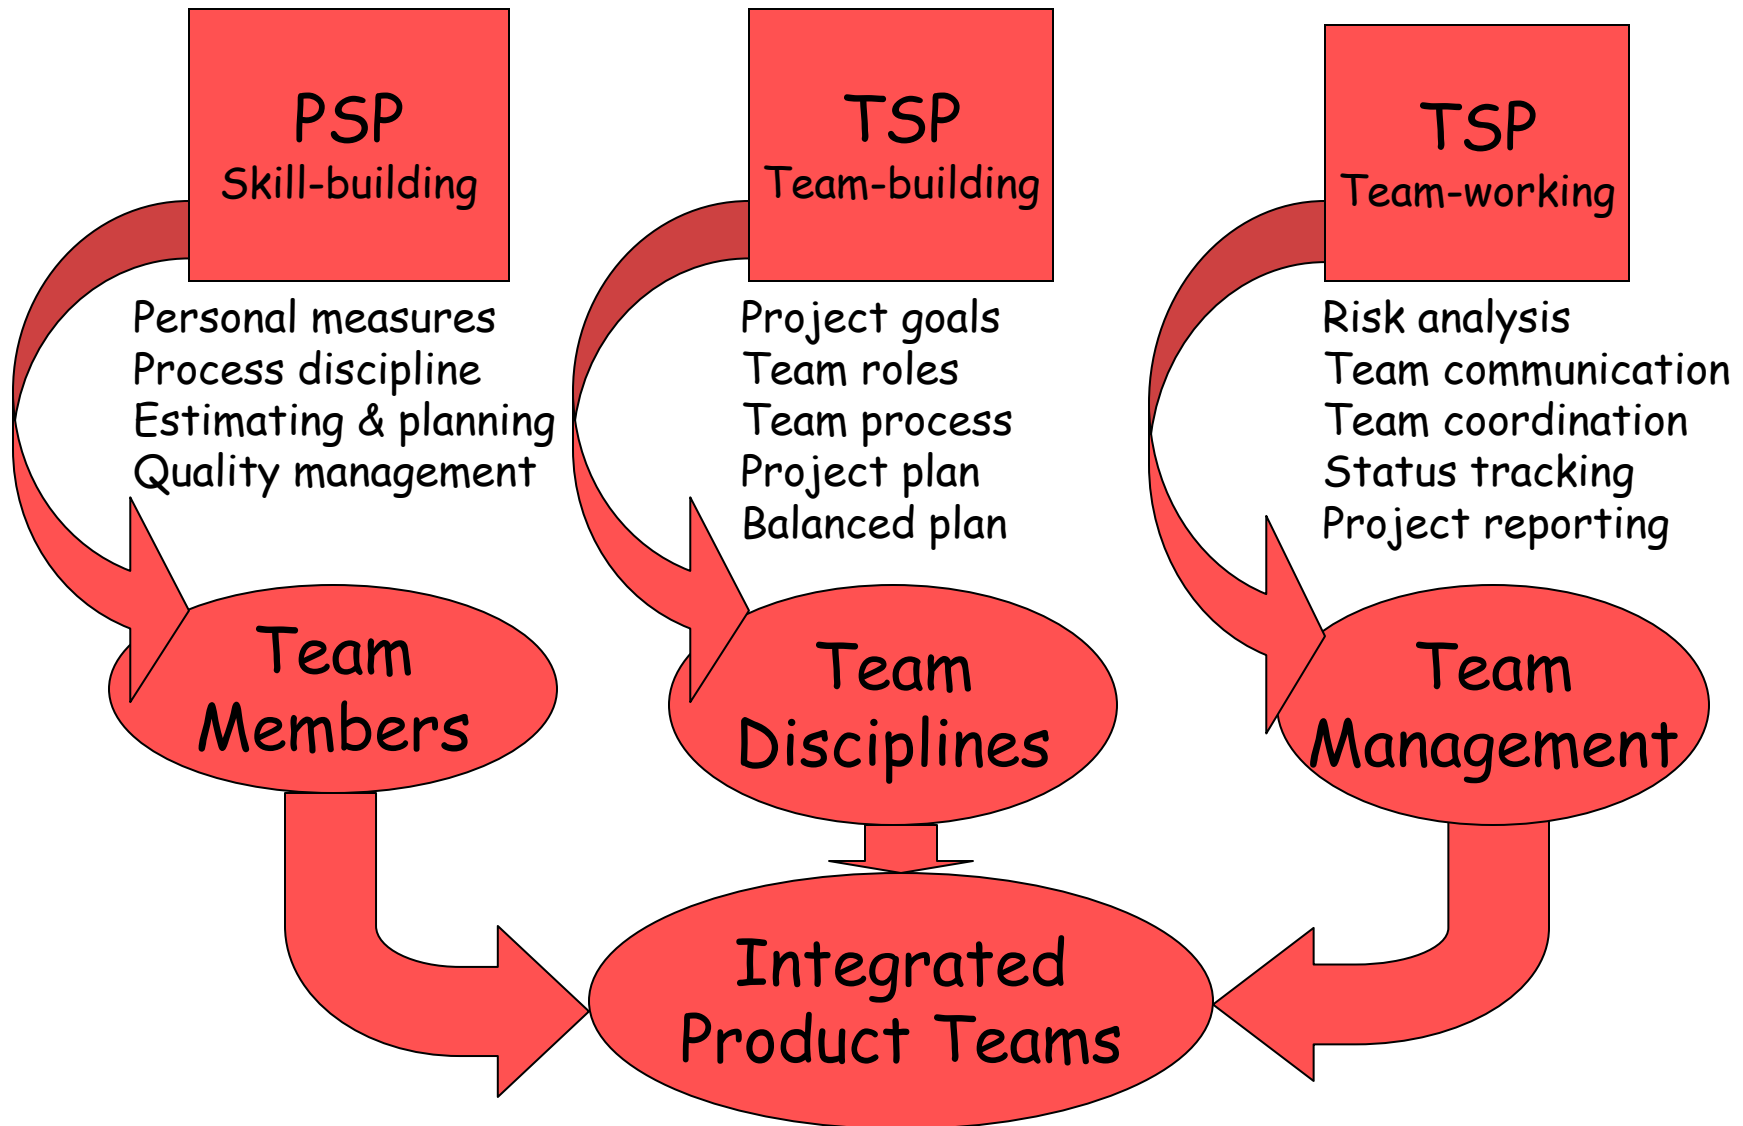 PSP
Skill-building
Personal measures
Process discipline
Estimating & planning
Quality management
Team
Members
TSP
Team-building
Project goals
Team roles
Team process
Project plan
Balanced plan
Team
Disciplines
TSP
Team-working
Risk analysis
Team communication
Team coordination
Status tracking
Project reporting
Team
Management
Integrated
Product Teams